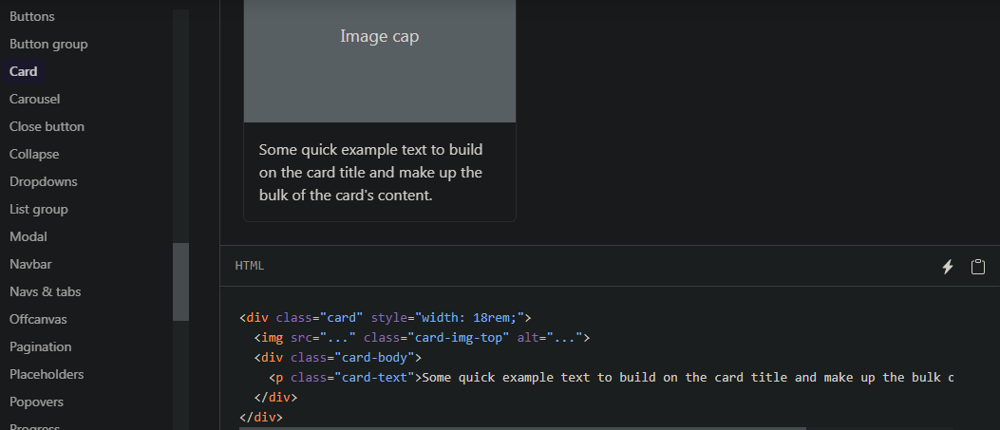 Buttons
Button group
Card
Carousel
Close button
Collapse
Dropdowns
List group
Modal
Navbar
Navs & tabs
Offcanvas
Pagination
Placeholders
Popovers
Progress
Image cap
Some quick example text to build
on the card title and make up the
bulk of the card's content.
HTML
<div class="card" style="width: 18rem;">
  <img src="..." class="card-img-top" alt="...">
  <div class="card-body">
    <p class="card-text">Some quick example text to build on the card title and make up the bulk o
  </div>
</div>